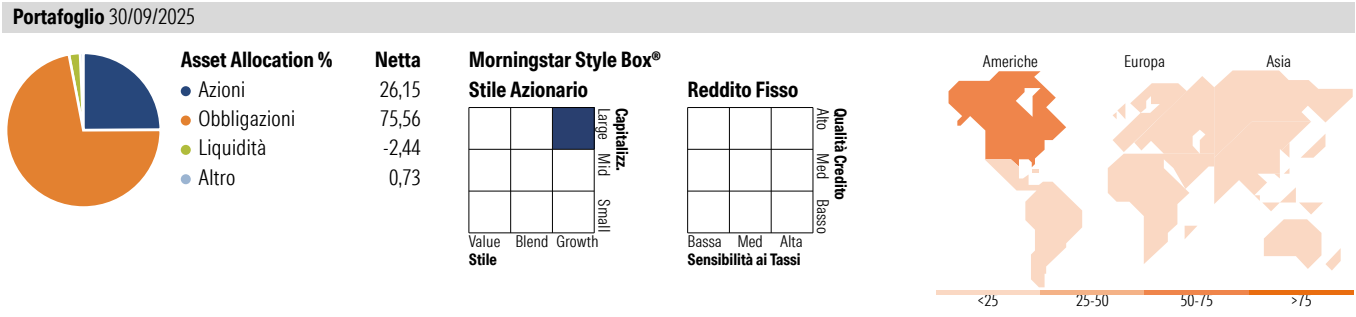 Portafoglio 30/09/2025
Asset Allocation % Netta
Azioni 26,15
Obbligazioni 75,56
Liquidità -2,44
Altro 0,73
Morningstar Style Box®
Stile Azionario
Large
Mid
Small
Capitalizz.
Value Blend Growth
Stile
Reddito Fisso
Alto
Med
Basso
Qualità Credito
Bassa Med Alta
Sensibilità ai Tassi
Americhe Europa Asia
<25 25-50 50-75 >75